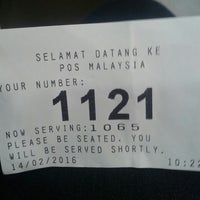 SELAMAT DATANG KE
POS MALAYSIA
YOUR NUMBER:
1121
NOW SERVING:1065
PLEASE BE SEATED. YOU
WILL BE SERVED SHORTLY.
14/02/2016 10:22